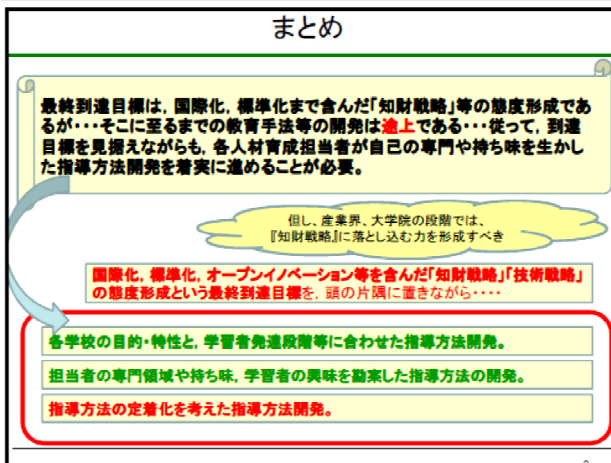 まとめ
最終到達目標は，国際化，標準化まで含んだ「知財戦略」等の態度形成であ
るが・・・そこに至るまでの教育手法等の開発は途上である・・・従って，到達
目標を見据えながらも，各人材育成担当者が自己の専門や持ち味を生かし
た指導方法開発を着実に進めることが必要。
但し、産業界、大学院の段階では、
『知財戦略』に落とし込む力を形成すべき
国際化，標準化，オープンイノベーション等を含んだ「知財戦略」「技術戦略」
の態度形成という最終到達目標を，頭の片隅に置きながら・・・・
各学校の目的・特性と，学習者発達段階等に合わせた指導方法開発。
担当者の専門領域や持ち味，学習者の興味を勘案した指導方法の開発。
指導方法の定着化を考えた指導方法開発。